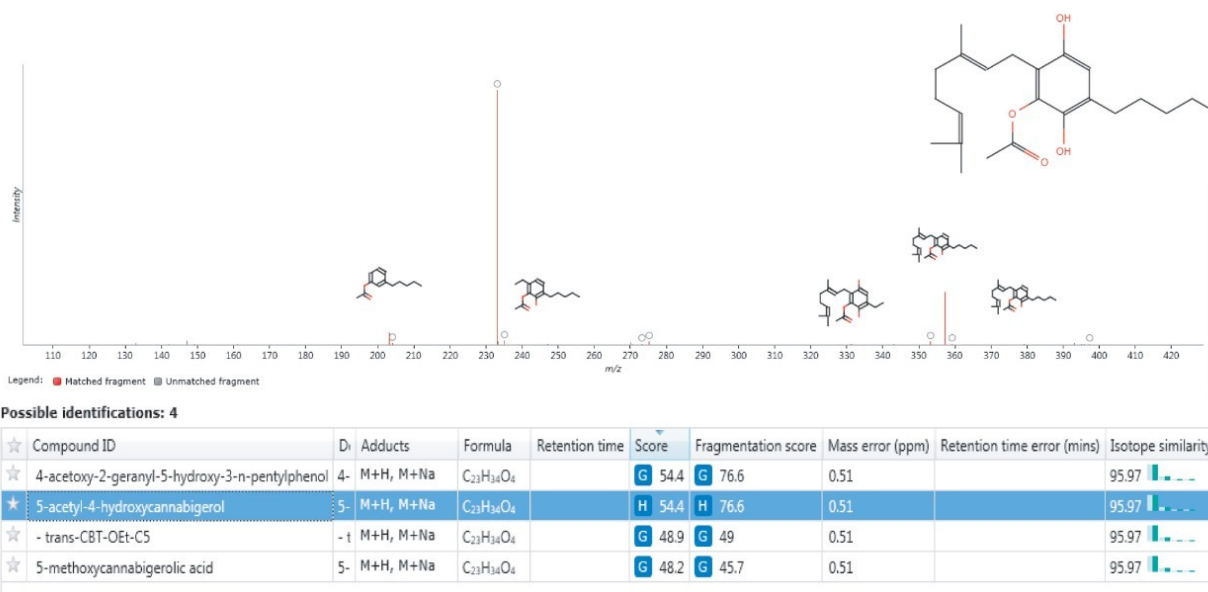 OH
O
O
OH
Intensity
110 120 130 140 150 160 170 180 190 200 210 220 230 240 250 260 270 280 290 300 310 320 330 340 350 360 370 380 390 400 410 420
m/z
Legend: Matched fragment Unmatched fragment
Possible identifications: 4
Compound ID D Adducts Formula Retention time Score Fragmentation score Mass error (ppm) Retention time error (mins) Isotope similarity
4-acetoxy-2-geranyl-5-hydroxy-3-n-pentylphenol 4- M+H, M+Na C₂₃H₃₄O₄ G 54.4 G 76.6 0.51 95.97
5-acetyl-4-hydroxycannabigerol 5- M+H, M+Na C₂₃H₃₄O₄ H 54.4 H 76.6 0.51 95.97
- trans-CBT-OEt-C5 - t M+H, M+Na C₂₃H₃₄O₄ G 48.9 G 49 0.51 95.97
5-methoxycannabigerolic acid 5- M+H, M+Na C₂₃H₃₄O₄ G 48.2 G 45.7 0.51 95.97